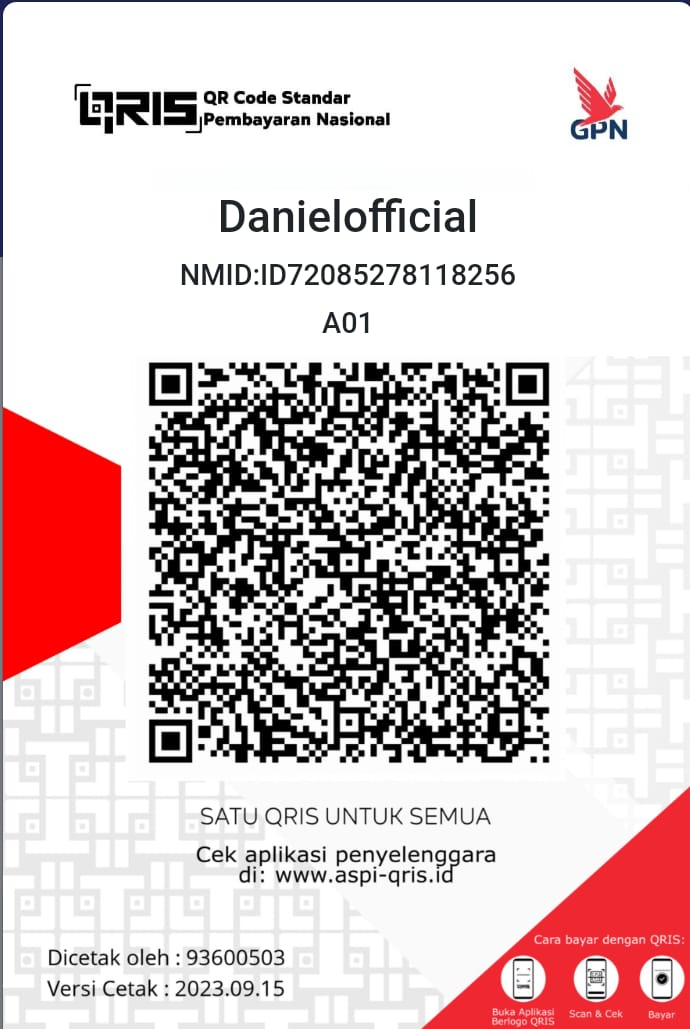 QRIS QR Code Standar
Pembayaran Nasional
GPN
Danielofficial
NMID:ID72085278118256
A01
SATU QRIS UNTUK SEMUA
Cek aplikasi penyelenggara
di: www.aspi-qris.id
Dicetak oleh : 93600503
Versi Cetak : 2023.09.15
Cara bayar dengan QRIS:
Buka Aplikasi
Berlogo QRIS
Scan & Cek
Bayar